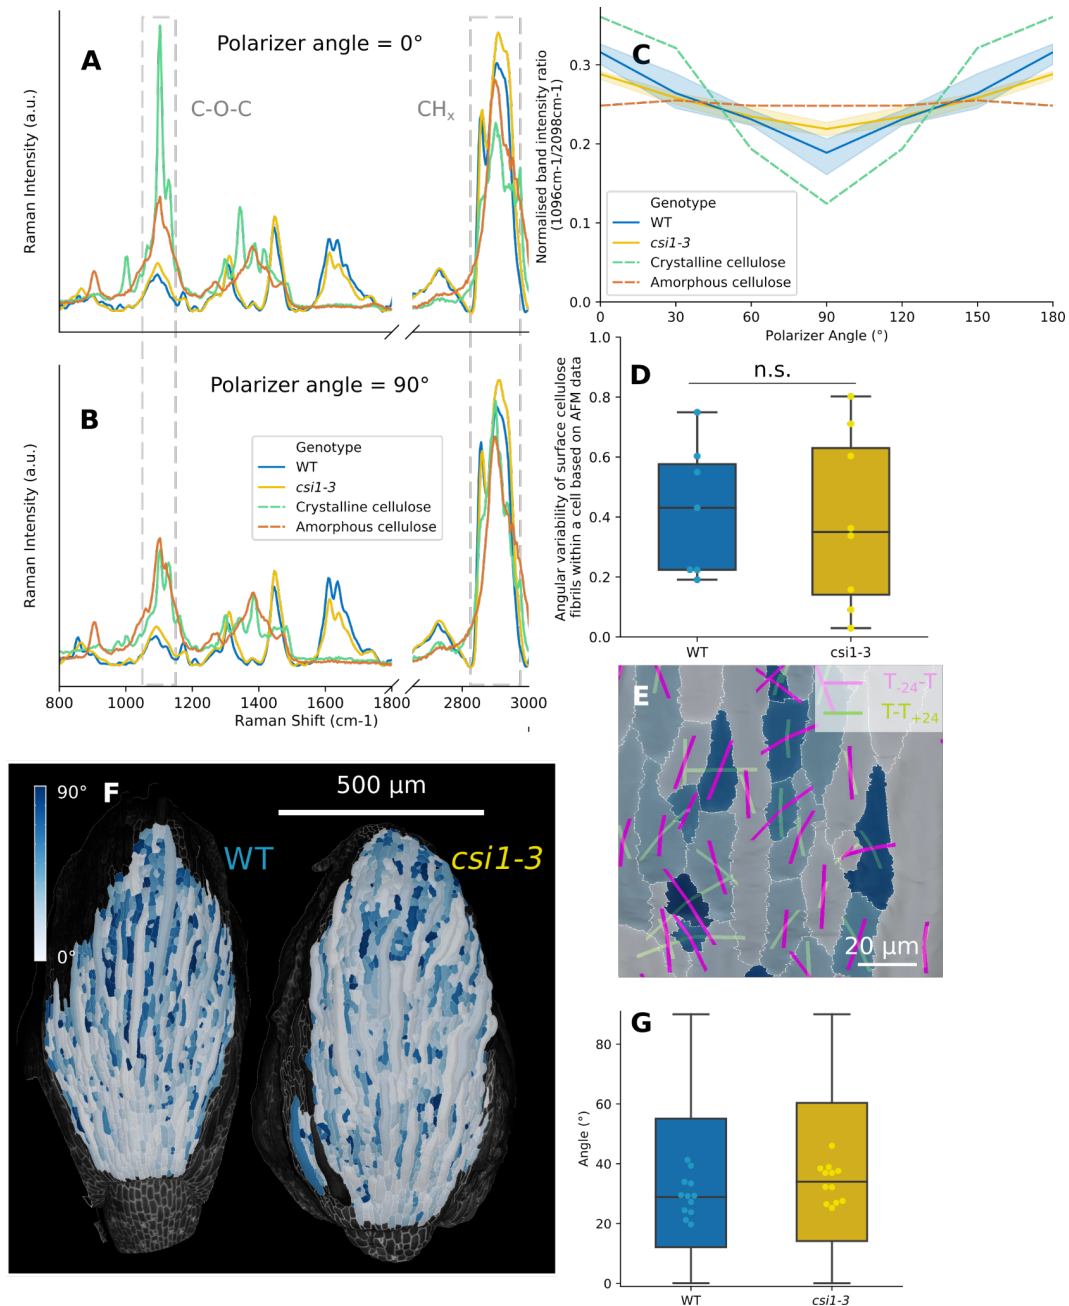 A
Polarizer angle = 0°
C-O-C
CHx
Raman Intensity (a.u.)
B
Polarizer angle = 90°
Genotype
WT
csi1-3
Crystalline cellulose
Amorphous cellulose
Raman Intensity (a.u.)
800 1000 1200 1400 1600 1800 2800 3000
Raman Shift (cm-1)
C
Normalised band intensity ratio
(1096cm-1/2098cm-1)
0.3
0.2
0.1
0.0
Genotype
WT
csi1-3
Crystalline cellulose
Amorphous cellulose
0 30 60 90 120 150 180
Polarizer Angle (°)
D
n.s.
Angular variability of surface cellulose
fibrils within a cell based on AFM data
1.0
0.8
0.6
0.4
0.2
0.0
WT csi1-3
E
T-24-T
T-T+24
20 μm
F
90°
0°
500 μm
WT
csi1-3
G
Angle (°)
80
60
40
20
0
WT csi1-3